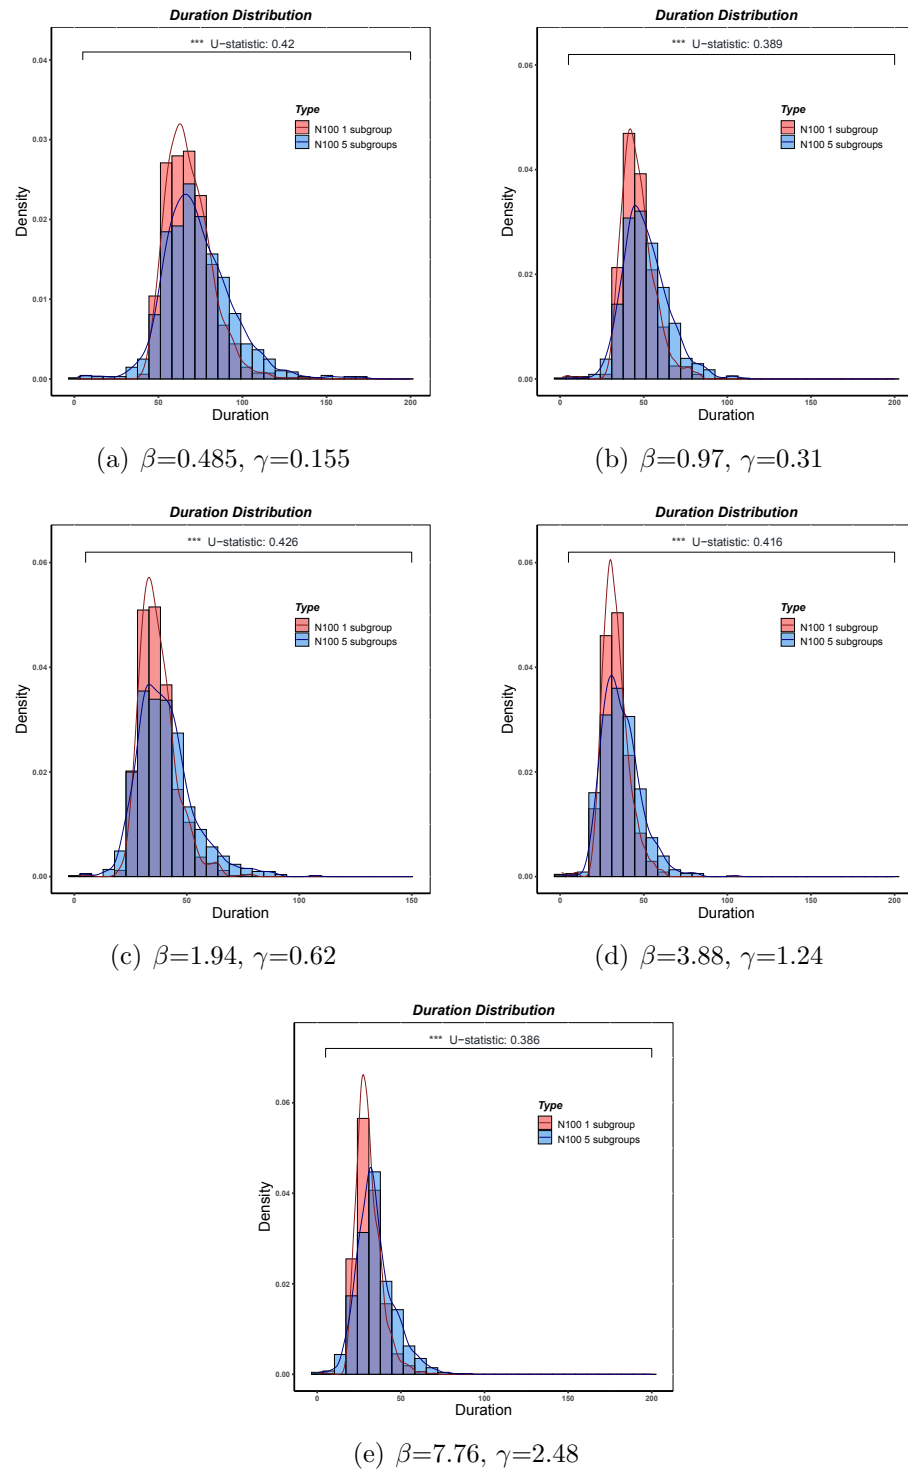 Duration Distribution
*** U−statistic: 0.42
0.04
0.03
0.02
0.01
0.00
Density
Type
N100 1 subgroup
N100 5 subgroups
0 50 100 150 200
Duration
(a) β=0.485, γ=0.155
Duration Distribution
*** U−statistic: 0.389
0.06
0.04
0.02
0.00
Density
Type
N100 1 subgroup
N100 5 subgroups
0 50 100 150 200
Duration
(b) β=0.97, γ=0.31
Duration Distribution
*** U−statistic: 0.426
0.06
0.04
0.02
0.00
Density
Type
N100 1 subgroup
N100 5 subgroups
0 50 100 150
Duration
(c) β=1.94, γ=0.62
Duration Distribution
*** U−statistic: 0.416
0.06
0.04
0.02
0.00
Density
Type
N100 1 subgroup
N100 5 subgroups
0 50 100 150 200
Duration
(d) β=3.88, γ=1.24
Duration Distribution
*** U−statistic: 0.386
0.06
0.04
0.02
0.00
Density
Type
N100 1 subgroup
N100 5 subgroups
0 50 100 150 200
Duration
(e) β=7.76, γ=2.48